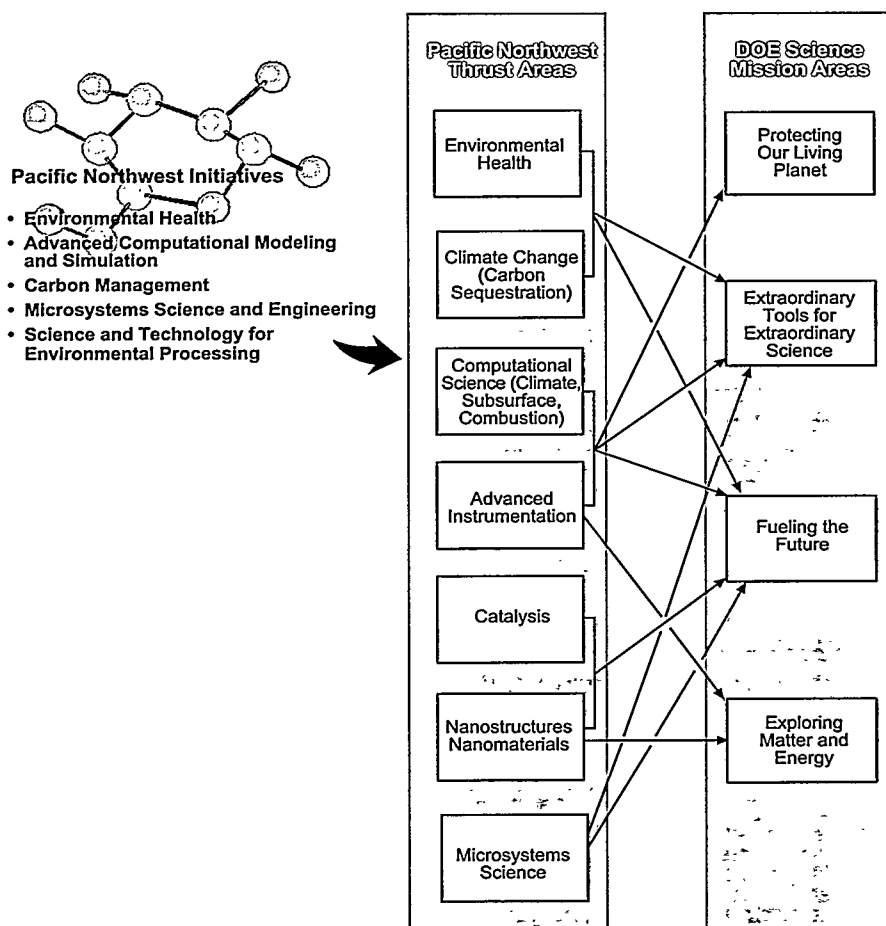 Pacific Northwest Initiatives
• Environmental Health
• Advanced Computational Modeling
and Simulation
• Carbon Management
• Microsystems Science and Engineering
• Science and Technology for
Environmental Processing
Pacific Northwest
Thrust Areas
Environmental
Health
Climate Change
(Carbon
Sequestration)
Computational
Science (Climate,
Subsurface,
Combustion)
Advanced
Instrumentation
Catalysis
Nanostructures
Nanomaterials
Microsystems
Science
DOE Science
Mission Areas
Protecting
Our Living
Planet
Extraordinary
Tools for
Extraordinary
Science
Fueling the
Future
Exploring
Matter and
Energy